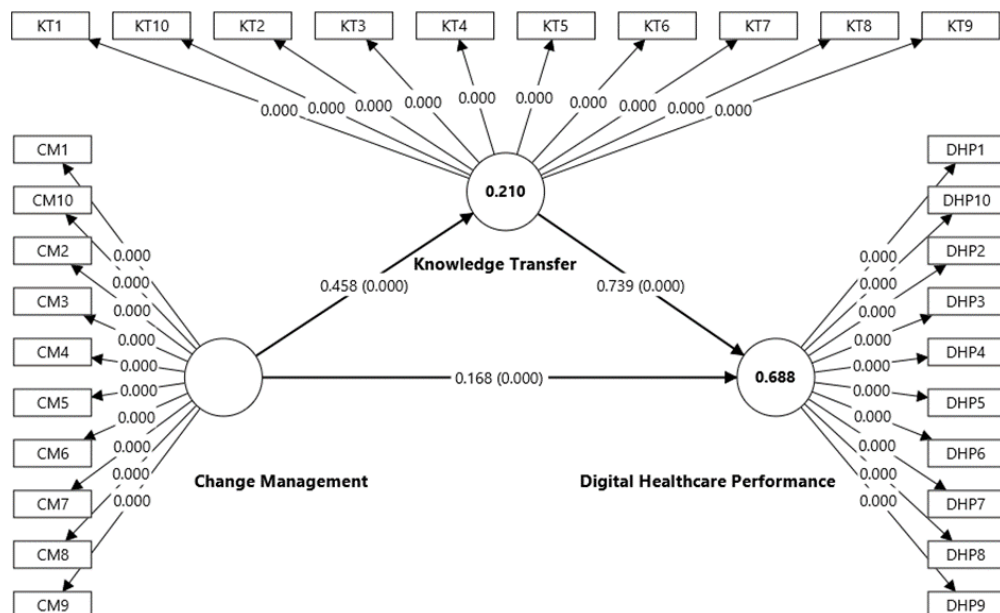 KT1 KT10 KT2 KT3 KT4 KT5 KT6 KT7 KT8 KT9
0.000 0.000 0.000 0.000 0.000 0.000 0.000 0.000 0.000 0.000
CM1
CM10
CM2
CM3
CM4
CM5
CM6
CM7
CM8
CM9
0.000
0.000
0.000
0.000
0.000
0.000
0.000
0.000
0.000
0.000
0.210
Knowledge Transfer
0.458 (0.000)
0.739 (0.000)
0.168 (0.000)
0.688
Change Management
Digital Healthcare Performance
0.000
0.000
0.000
0.000
0.000
0.000
0.000
0.000
0.000
0.000
DHP1
DHP10
DHP2
DHP3
DHP4
DHP5
DHP6
DHP7
DHP8
DHP9